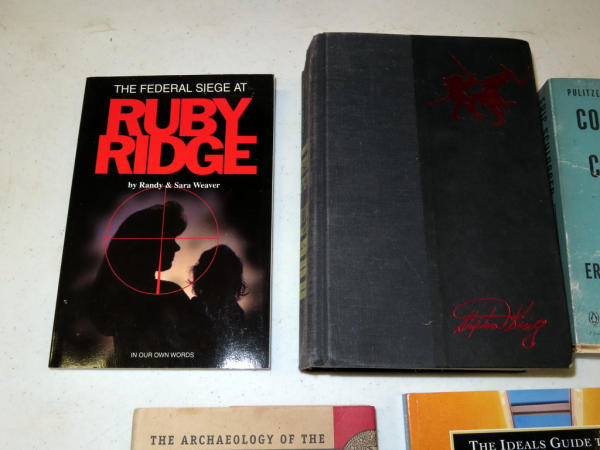 THE FEDERAL SIEGE AT
RUBY
RIDGE
by Randy & Sara Weaver
IN OUR OWN WORDS
Stephen King
PULITZE
CO
C
ER
THE ARCHAEOLOGY OF THE
THE IDEALS GUIDE T